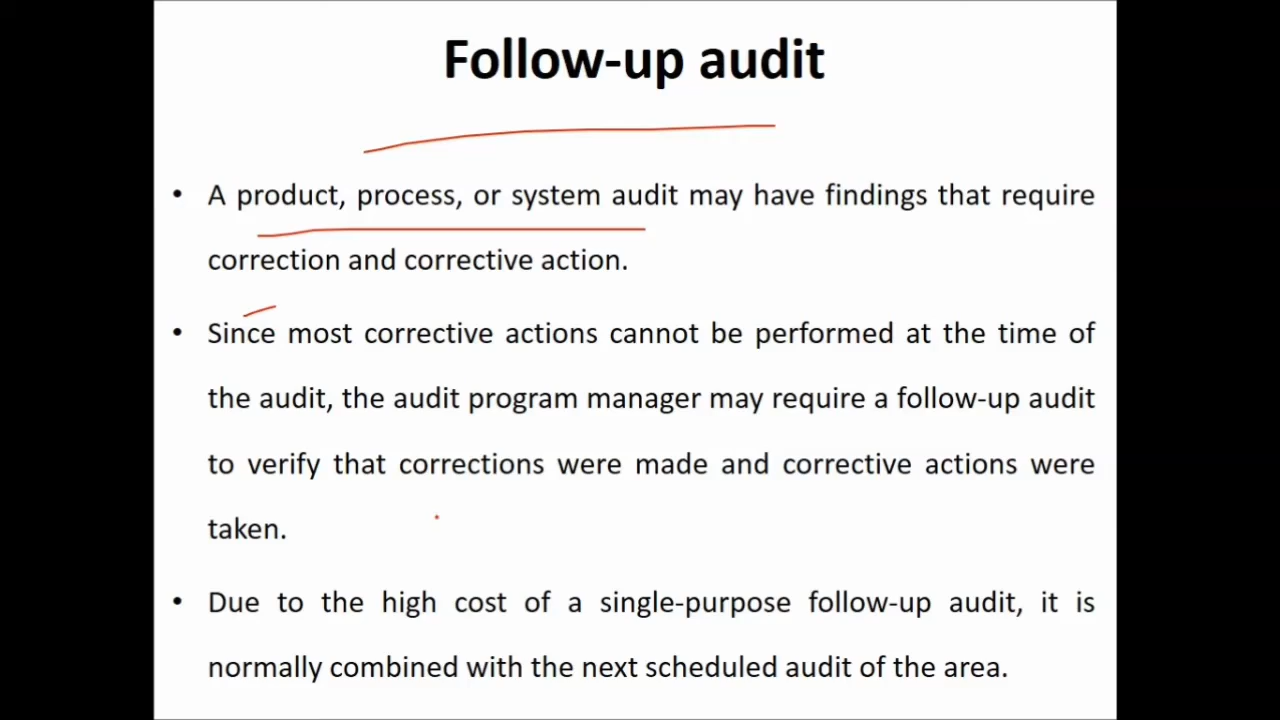 Follow-up audit
• A product, process, or system audit may have findings that require
correction and corrective action.
• Since most corrective actions cannot be performed at the time of
the audit, the audit program manager may require a follow-up audit
to verify that corrections were made and corrective actions were
taken.
• Due to the high cost of a single-purpose follow-up audit, it is
normally combined with the next scheduled audit of the area.